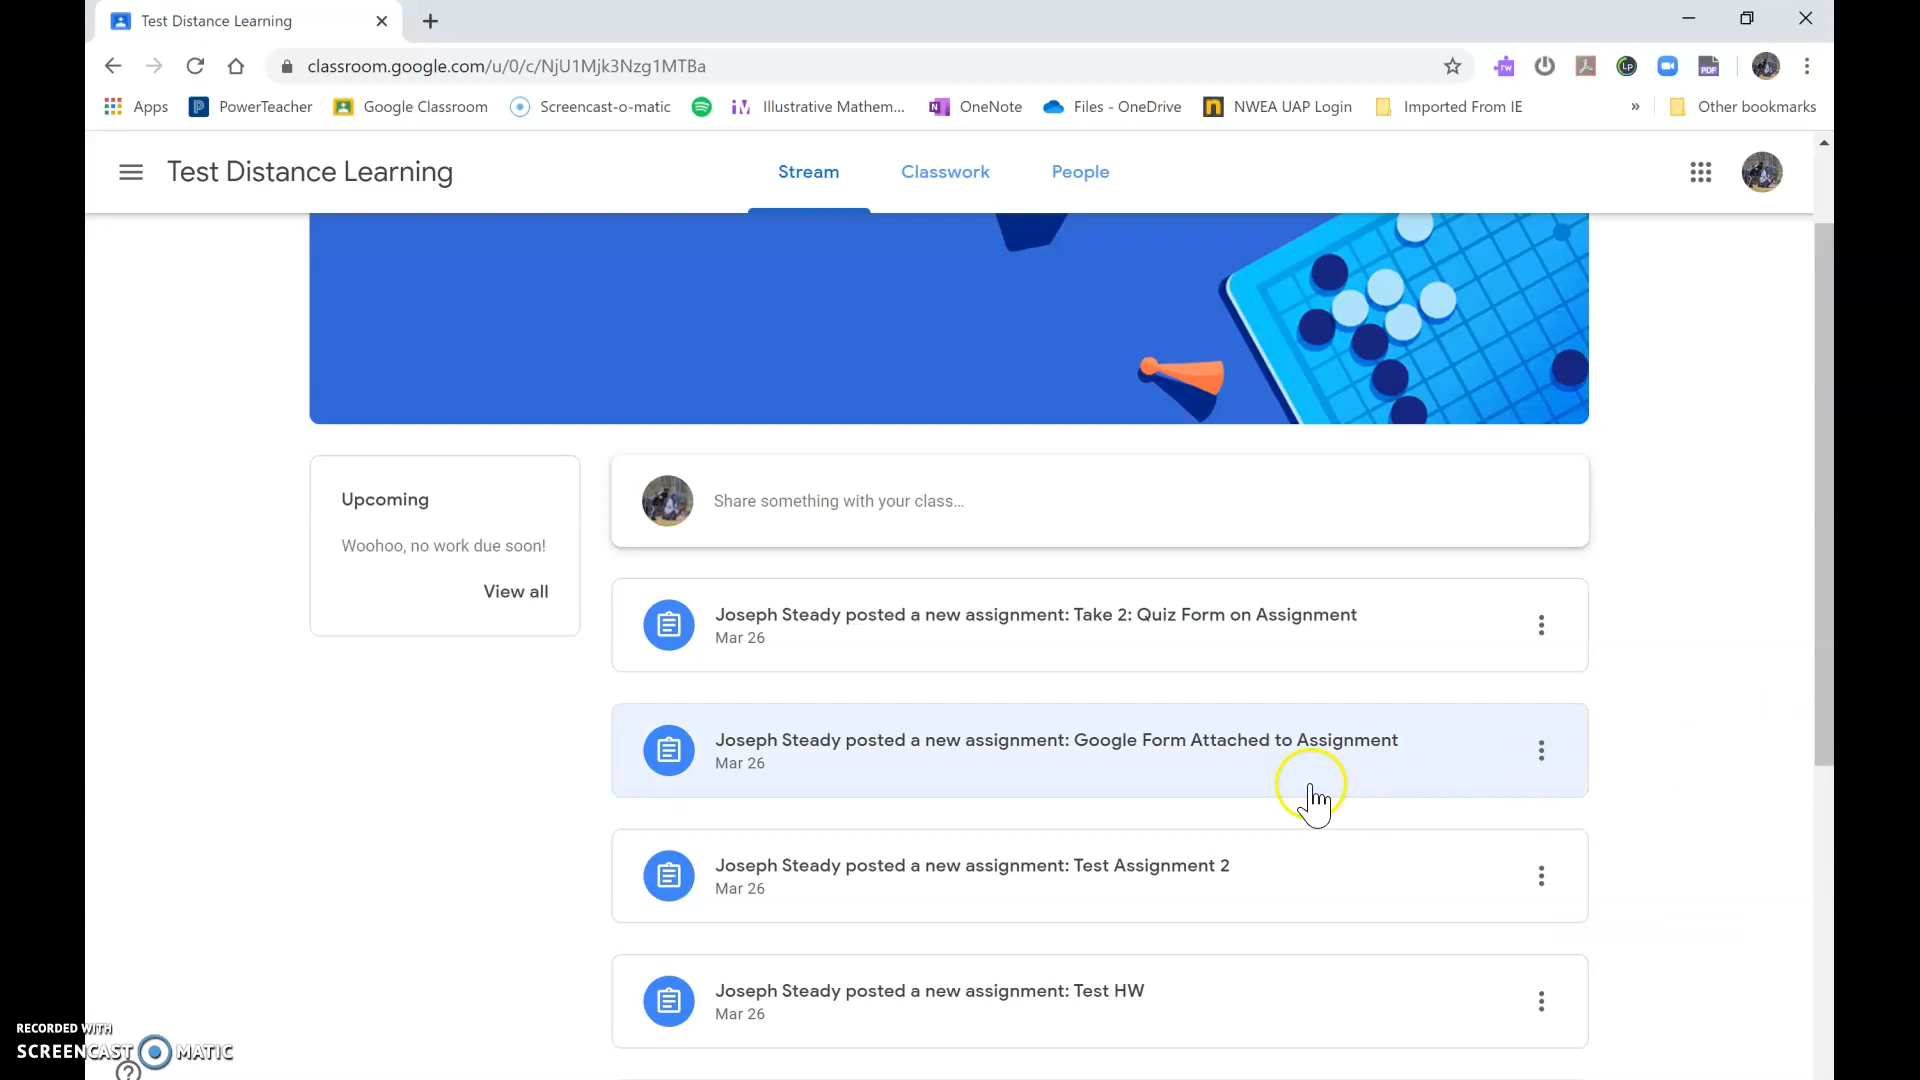 Test Distance Learning
classroom.google.com/u/0/c/NjU1Mjk3Nzg1MTBa
rw
Lp
PDF
Apps
PowerTeacher
Google Classroom
Screencast-o-matic
Illustrative Mathem...
OneNote
Files - OneDrive
NWEA UAP Login
Imported From IE
»
Other bookmarks
Test Distance Learning
Stream
Classwork
People
Upcoming
Woohoo, no work due soon!
View all
Share something with your class...
Joseph Steady posted a new assignment: Take 2: Quiz Form on Assignment
Mar 26
Joseph Steady posted a new assignment: Google Form Attached to Assignment
Mar 26
Joseph Steady posted a new assignment: Test Assignment 2
Mar 26
Joseph Steady posted a new assignment: Test HW
Mar 26
RECORDED WITH
SCREENCAST MATIC
?